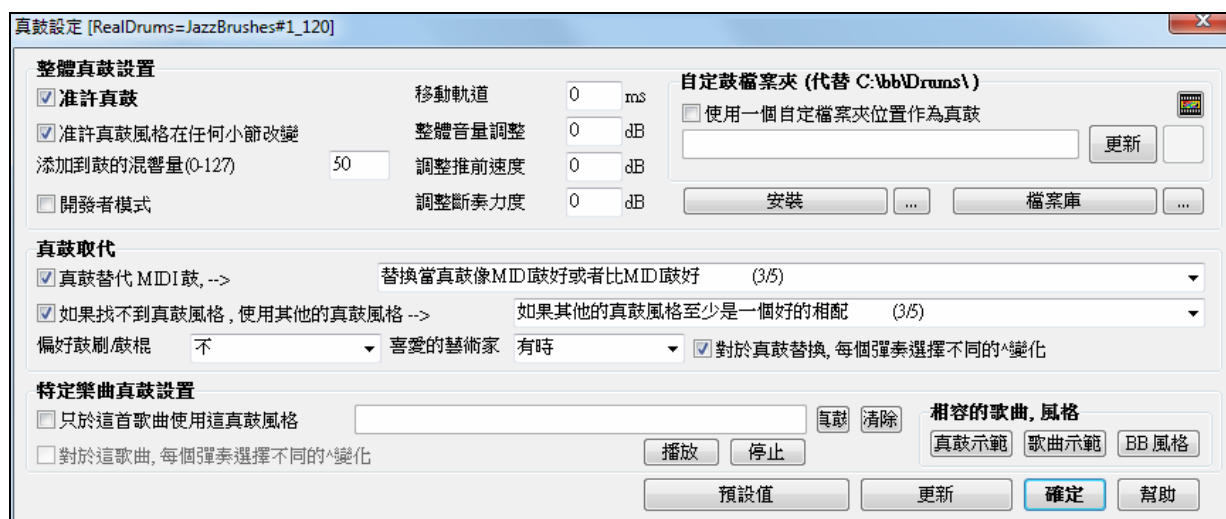 真鼓設定 [RealDrums=JazzBrushes#1_120]
整體真鼓設置
准許真鼓
准許真鼓風格在任何小節改變
添加到鼓的混響量(0-127) 50
開發者模式
移動軌道 0 ms
整體音量調整 0 dB
調整推前速度 0 dB
調整斷奏力度 0 dB
自定鼓檔案夾 (代替 C:\bb\Drums\ )
使用一個自定檔案夾位置作為真鼓
更新
安裝 ... 檔案庫 ...
真鼓取代
真鼓替代 MIDI 鼓, --> 替換當真鼓像MIDI鼓好或者比MIDI鼓好 (3/5)
如果找不到真鼓風格 , 使用其他的真鼓風格 --> 如果其他的真鼓風格至少是一個好的相配 (3/5)
偏好鼓刷/鼓棍 不 喜愛的藝術家 有時 對於真鼓替換, 每個彈奏選擇不同的^變化
特定樂曲真鼓設置
只於這首歌曲使用這真鼓風格 真鼓 清除
對於這歌曲, 每個彈奏選擇不同的^變化 播放 停止
相容的歌曲, 風格
真鼓示範 歌曲示範 BB 風格
預設值 更新 確定 幫助